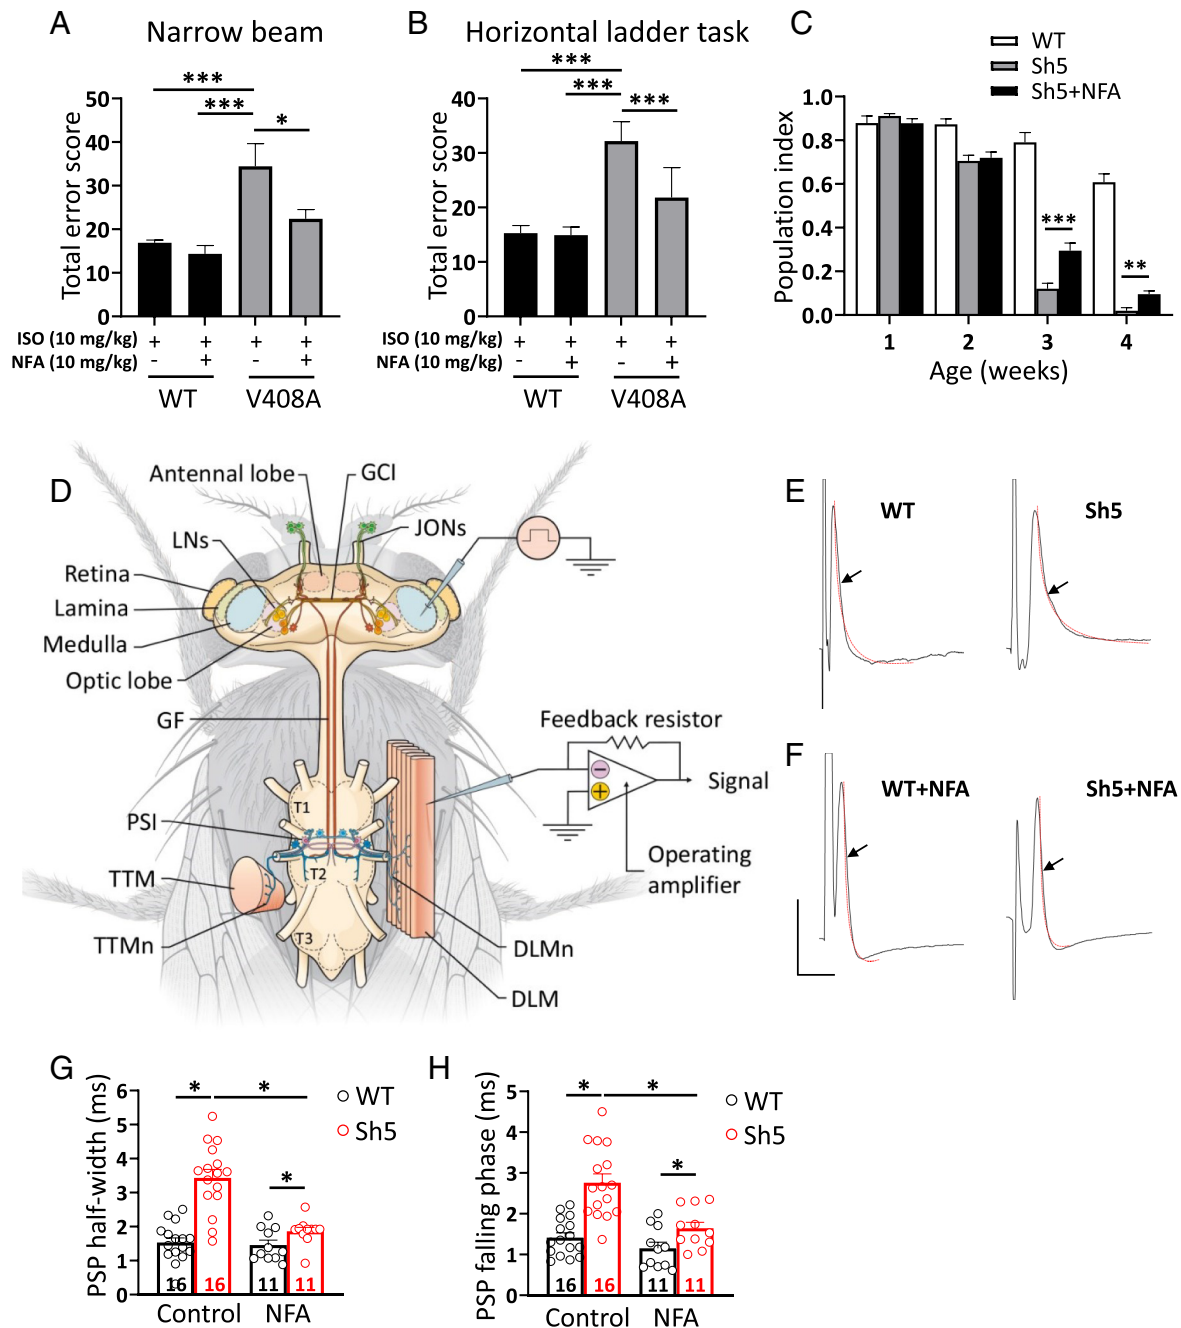 A
Narrow beam
***
***
*
50
40
30
20
10
0
Total error score
ISO (10 mg/kg) + + + +
NFA (10 mg/kg) - + - +
WT V408A
B
Horizontal ladder task
***
***
***
40
30
20
10
0
Total error score
ISO (10 mg/kg) + + + +
NFA (10 mg/kg) - + - +
WT V408A
C
WT
Sh5
Sh5+NFA
1.0
0.8
0.6
0.4
0.2
0.0
Population index
***
**
1 2 3 4
Age (weeks)
D
Antennal lobe
GCI
LNs
JONs
Retina
Lamina
Medulla
Optic lobe
GF
Feedback resistor
Signal
Operating
amplifier
T1
PSI
T2
TTM
T3
TTMn
DLMn
DLM
E
WT
Sh5
F
WT+NFA
Sh5+NFA
G
* *
*
WT
Sh5
6
5
4
3
2
1
0
PSP half-width (ms)
16 16 11 11
Control NFA
H
* *
*
WT
Sh5
5
4
3
2
1
0
PSP falling phase (ms)
16 16 11 11
Control NFA